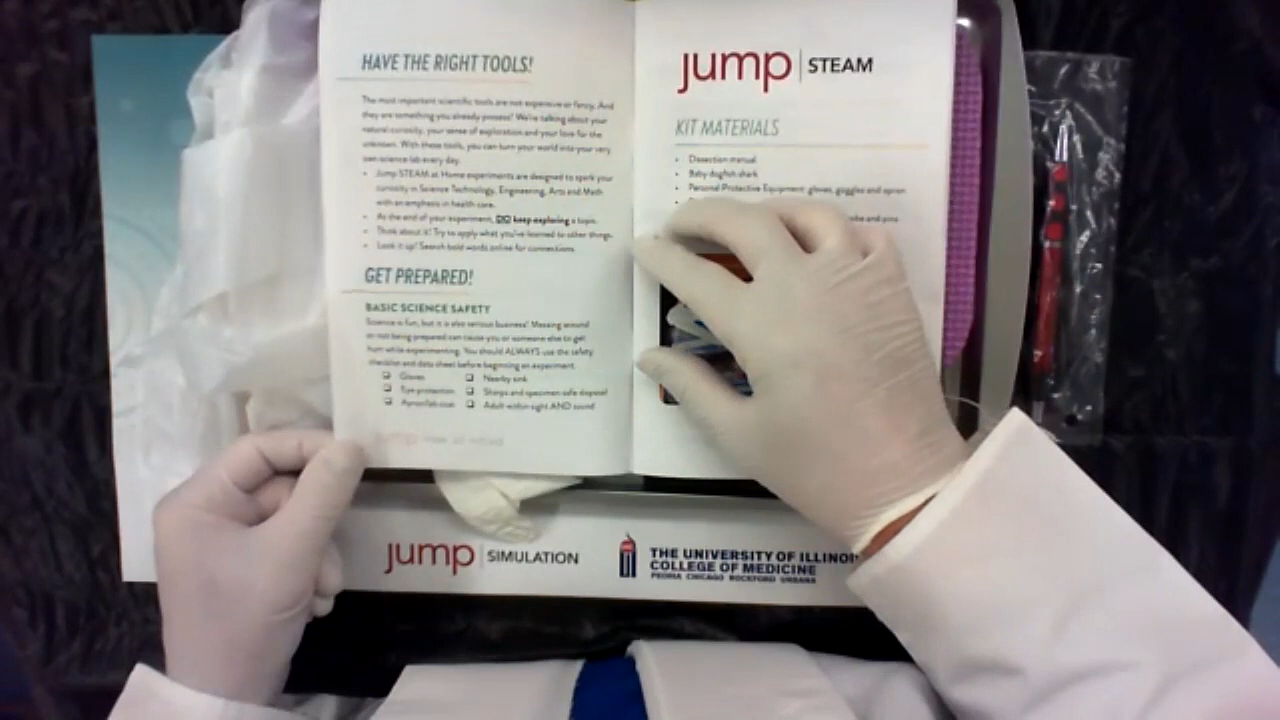 HAVE THE RIGHT TOOLS!
The most important scientific tools are not expensive or fancy. And
they are something you already possess! We're talking about your
natural curiosity, your sense of exploration and your love for the
unknown. With these tools, you can turn your world into your very
own science lab every day.
• Jump STEAM at Home experiments are designed to spark your
curiosity in Science Technology, Engineering, Arts and Math
with an emphasis in health care.
• At the end of your experiment, DO keep exploring a topic.
• Think about it! Try to apply what you've learned to other things.
• Look it up! Search bold words online for connections.
GET PREPARED!
BASIC SCIENCE SAFETY
Science is fun, but it is also serious business! Messing around
or not being prepared can cause you or someone else to get
hurt while experimenting. You should ALWAYS use the safety
checklist and data sheet before beginning an experiment.
Gloves
Eye protection
Apron/lab coat
Nearby sink
Sharps and specimen safe disposal
Adult within sight AND sound
jump STEAM
KIT MATERIALS
• Dissection manual
• Baby dogfish shark
• Personal Protective Equipment: gloves, goggles and apron
probe and pins
jump SIMULATION
THE UNIVERSITY OF ILLINOI
COLLEGE OF MEDICINE
PEORIA CHICAGO ROCKFORD URBANA